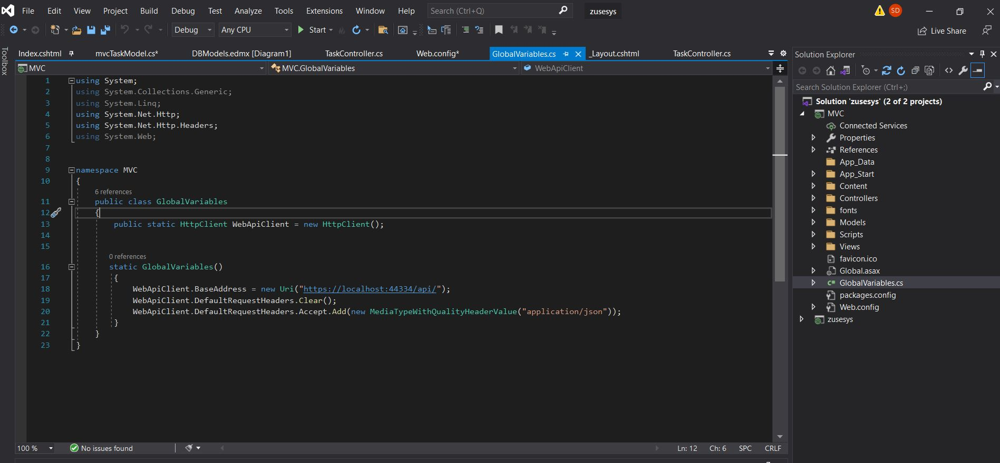 File Edit View Project Build Debug Test Analyze Tools Extensions Window Help Search (Ctrl+Q) zusesys SD
Debug Any CPU Start Live Share
Toolbox
Index.cshtml mvcTaskModel.cs* DBModels.edmx [Diagram1] TaskController.cs Web.config* GlobalVariables.cs _Layout.cshtml TaskController.cs
MVC MVC.GlobalVariables WebApiClient
1 using System;
2 using System.Collections.Generic;
3 using System.Linq;
4 using System.Net.Http;
5 using System.Net.Http.Headers;
6 using System.Web;
7
8
9 namespace MVC
10 {
6 references
11 public class GlobalVariables
12 {
13 public static HttpClient WebApiClient = new HttpClient();
14
15
0 references
16 static GlobalVariables()
17 {
18 WebApiClient.BaseAddress = new Uri("https://localhost:44334/api/");
19 WebApiClient.DefaultRequestHeaders.Clear();
20 WebApiClient.DefaultRequestHeaders.Accept.Add(new MediaTypeWithQualityHeaderValue("application/json"));
21 }
22 }
23 }
100 % No issues found Ln: 12 Ch: 6 SPC CRLF
Solution Explorer
Search Solution Explorer (Ctrl+;)
Solution 'zusesys' (2 of 2 projects)
MVC
Connected Services
Properties
References
App_Data
App_Start
Content
Controllers
fonts
Models
Scripts
Views
favicon.ico
Global.asax
C# GlobalVariables.cs
packages.config
Web.config
zusesys